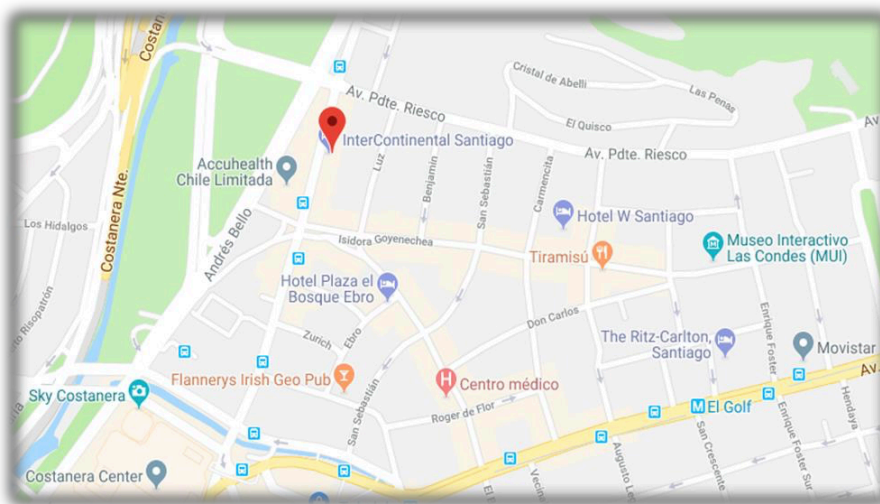 Costanera Nte.
Av. Pdte. Riesco
Cristal de Abelli
Las Penas
El Quisco
Av. Pdte. Riesco
InterContinental Santiago
Accuhealth
Chile Limitada
Luz
Benjamín
San Sebastián
Carmencita
Hotel W Santiago
Los Hidalgos
Andrés Bello
Isidora Goyenechea
Tiramisú
Museo Interactivo
Las Condes (MUI)
Hotel Plaza el
Bosque Ebro
Risopatrón
Zurich
Ebro
Don Carlos
The Ritz-Carlton,
Santiago
Enrique Foster
Movistar
Flannerys Irish Geo Pub
H
Centro médico
Av.
Sky Costanera
San Sebastián
Roger de Flor
M El Golf
Hendaya
Costanera Center
Augusto Le
San Crescente
Enrique Foster Sur